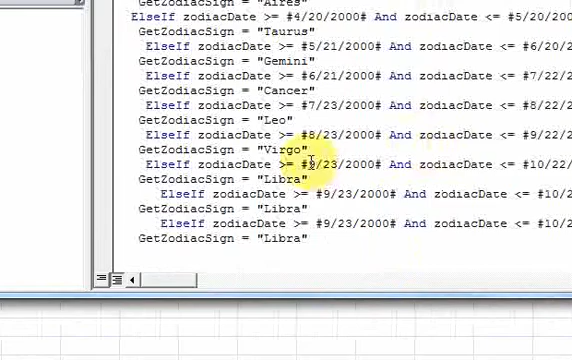 GetZodiacSign = "Aires"
ElseIf zodiacDate >= #4/20/2000# And zodiacDate <= #5/20/200
GetZodiacSign = "Taurus"
ElseIf zodiacDate >= #5/21/2000# And zodiacDate <= #6/20/2
GetZodiacSign = "Gemini"
ElseIf zodiacDate >= #6/21/2000# And zodiacDate <= #7/22/2
GetZodiacSign = "Cancer"
ElseIf zodiacDate >= #7/23/2000# And zodiacDate <= #8/22/2
GetZodiacSign = "Leo"
ElseIf zodiacDate >= #8/23/2000# And zodiacDate <= #9/22/2
GetZodiacSign = "Virgo"
ElseIf zodiacDate >= #9/23/2000# And zodiacDate <= #10/22/
GetZodiacSign = "Libra"
ElseIf zodiacDate >= #9/23/2000# And zodiacDate <= #10/2
GetZodiacSign = "Libra"
ElseIf zodiacDate >= #9/23/2000# And zodiacDate <= #10/2
GetZodiacSign = "Libra"